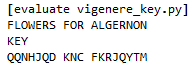 [evaluate vigenere_key.py]
FLOWERS FOR ALGERNON
KEY
QQNHJQD KNC FKRJQYTM